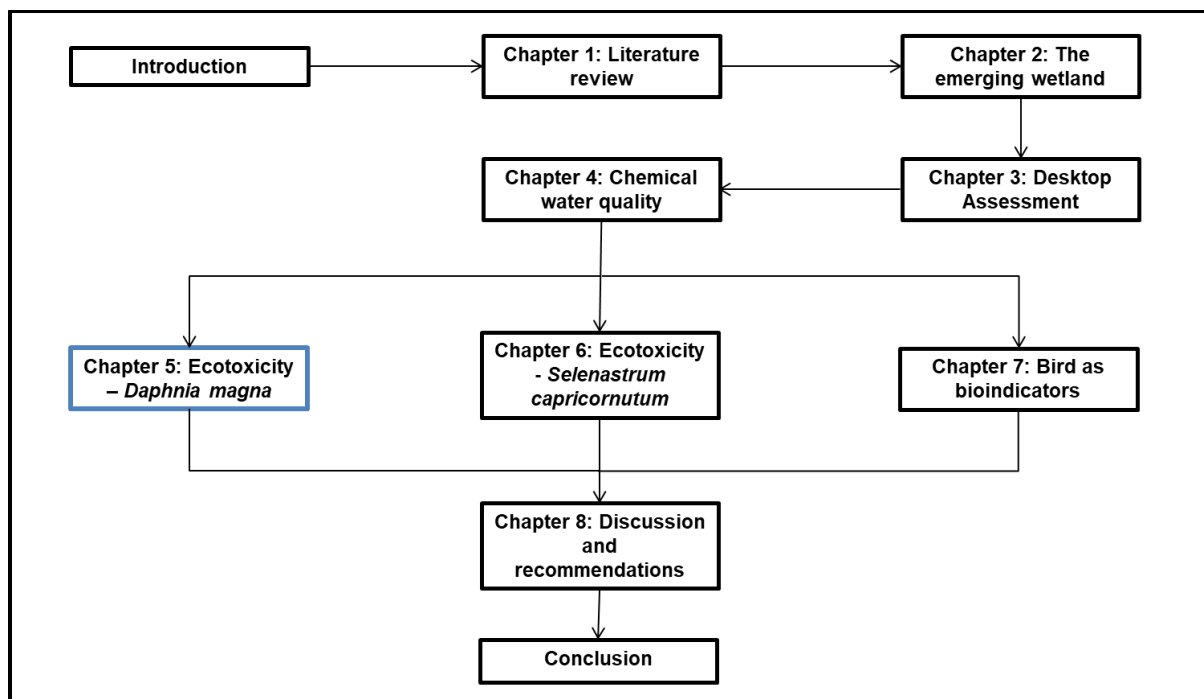 Introduction
Chapter 1: Literature
review
Chapter 2: The
emerging wetland
Chapter 3: Desktop
Assessment
Chapter 4: Chemical
water quality
Chapter 5: Ecotoxicity
– Daphnia magna
Chapter 6: Ecotoxicity
- Selenastrum
capricornutum
Chapter 7: Bird as
bioindicators
Chapter 8: Discussion
and
recommendations
Conclusion